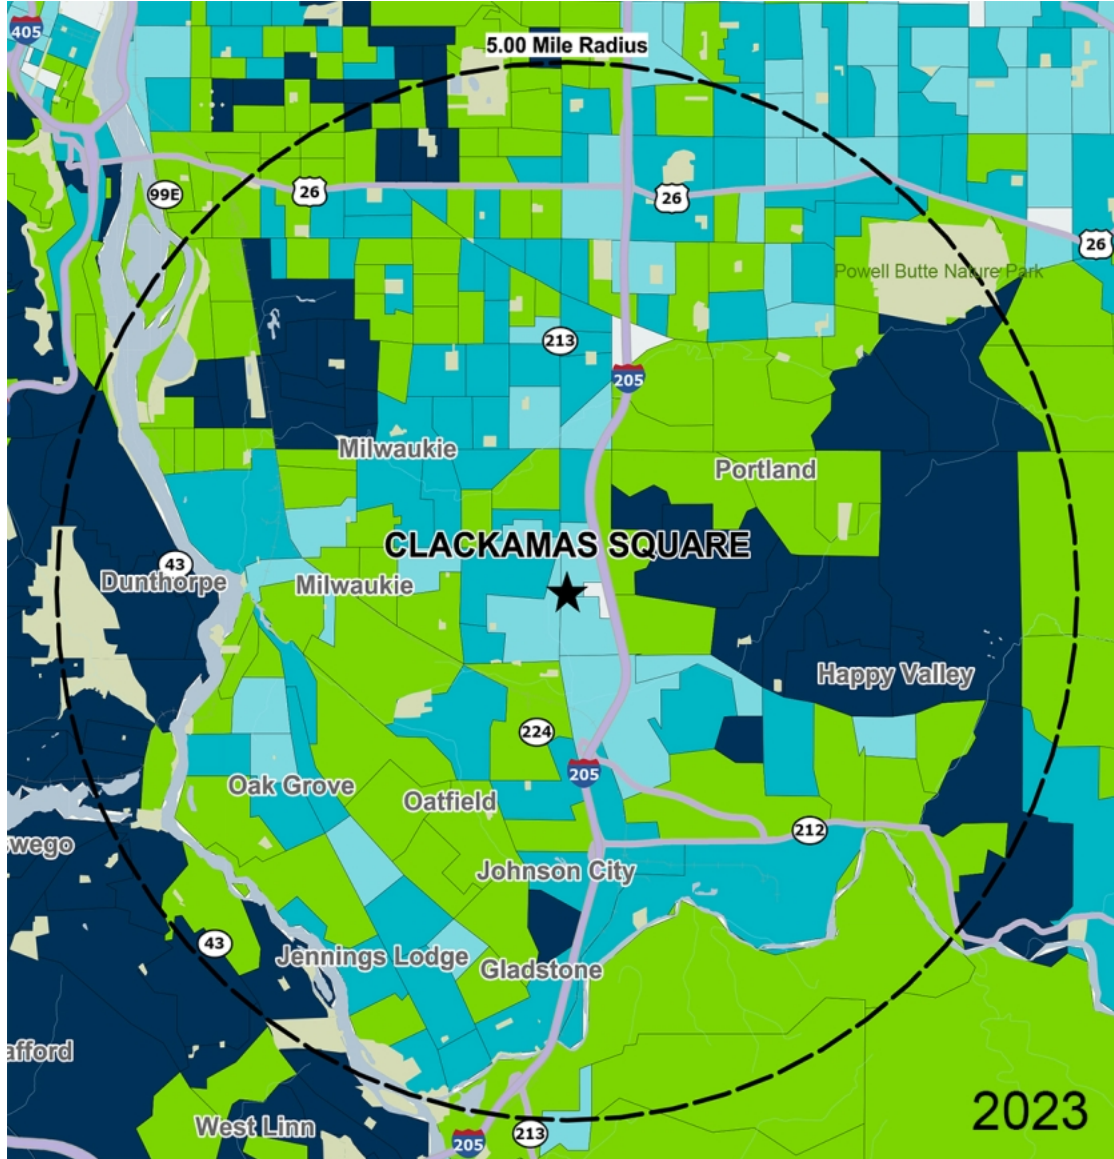 405
5.00 Mile Radius
99E
26
26
26
Powell Butte Nature Park
213
205
Milwaukie
Portland
CLACKAMAS SQUARE
43
Dunthorpe
Milwaukie
Happy Valley
224
205
Oak Grove
Oatfield
212
wego
Johnson City
43
Jennings Lodge
Gladstone
afford
2023
West Linn
205
213